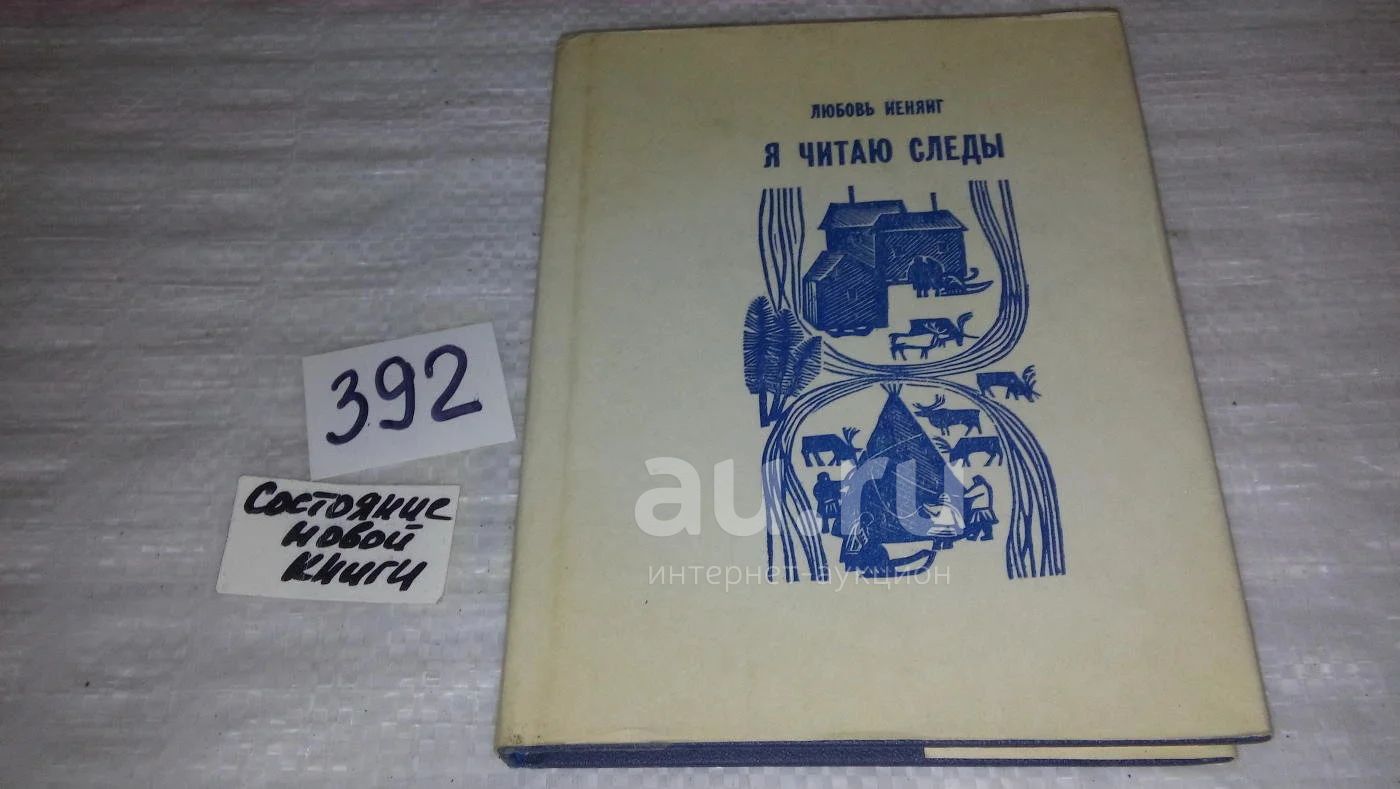 ЛЮБОВЬ НЕНЯНГ
Я ЧИТАЮ СЛЕДЫ
392
Состояние
новой
книги
au.ru
интернет-аукцион